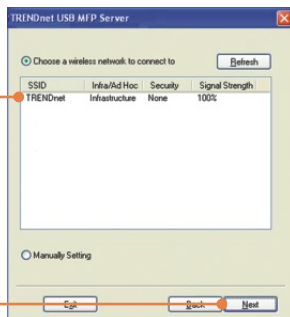 TRENDnet USB MFP Server
Choose a wireless network to connect to Refresh
SSID Infra/Ad Hoc Security Signal Strength
TRENDnet Infrastructure None 100%
Manually Setting
Exit Back Next